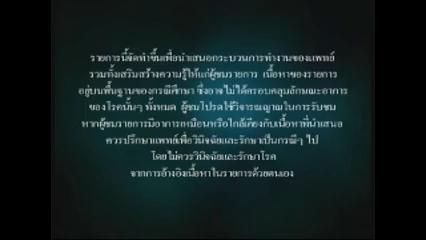 รายการนี้จัดทำขึ้นเพื่อนำเสนอกระบวนการทำงานของแพทย์
รวมทั้งเสริมสร้างความรู้ให้แก่ผู้ชมรายการ เนื้อหาของรายการ
อยู่บนพื้นฐานของกรณีศึกษา ซึ่งอาจไม่ได้ครอบคลุมลักษณะอาการ
ของโรคนั้นๆ ทั้งหมด ผู้ชมโปรดใช้วิจารณญาณในการรับชม
หากผู้ชมรายการมีอาการเหมือนหรือใกล้เคียงกับเนื้อหาที่นำเสนอ
ควรปรึกษาแพทย์เพื่อวินิจฉัยและรักษาเป็นกรณีๆ ไป
โดยไม่ควรวินิจฉัยและรักษาโรค
จากการอ้างอิงเนื้อหาในรายการด้วยตนเอง